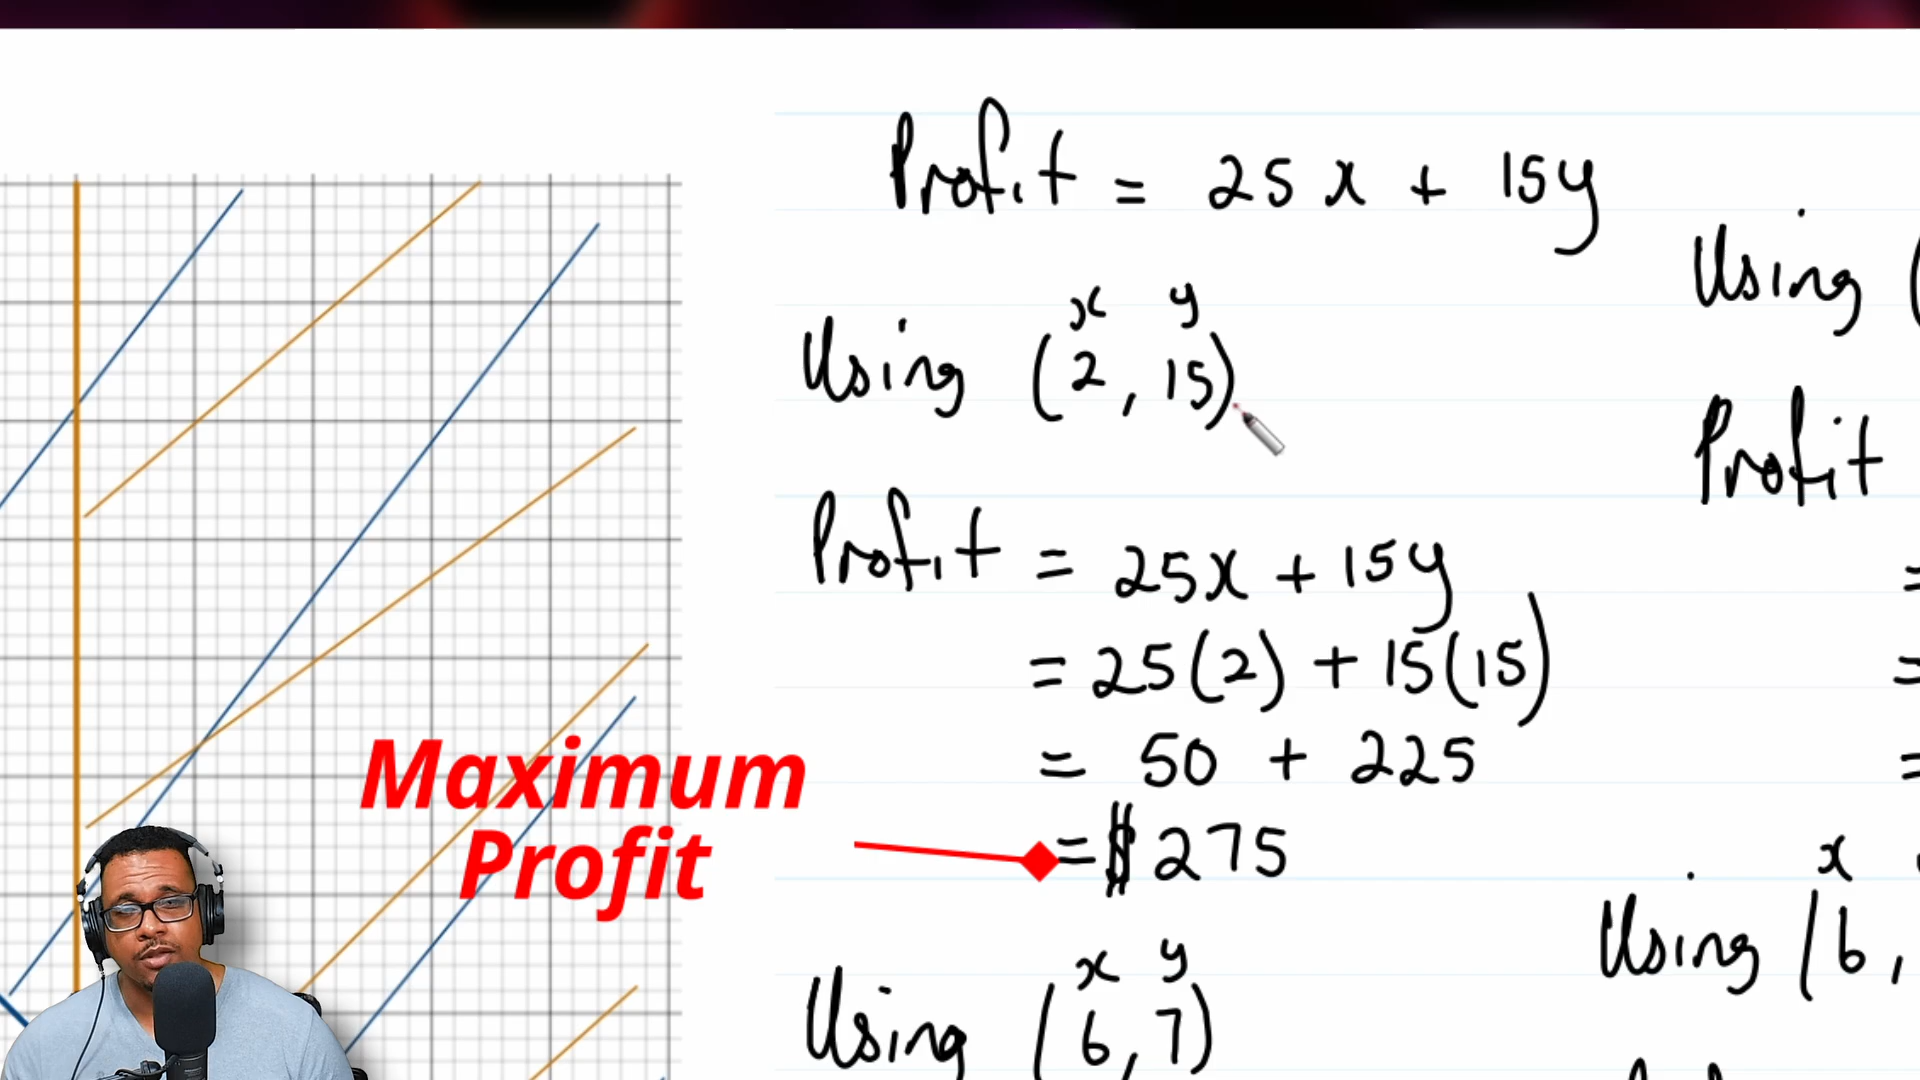 Profit = 25x + 15y
x y
Using (2, 15)
Profit = 25x + 15y
= 25(2) + 15(15)
= 50 + 225
= $275
Maximum
Profit
x y
Using (6, 7)
Using (
Profit
=
=
=
x
Using (6,